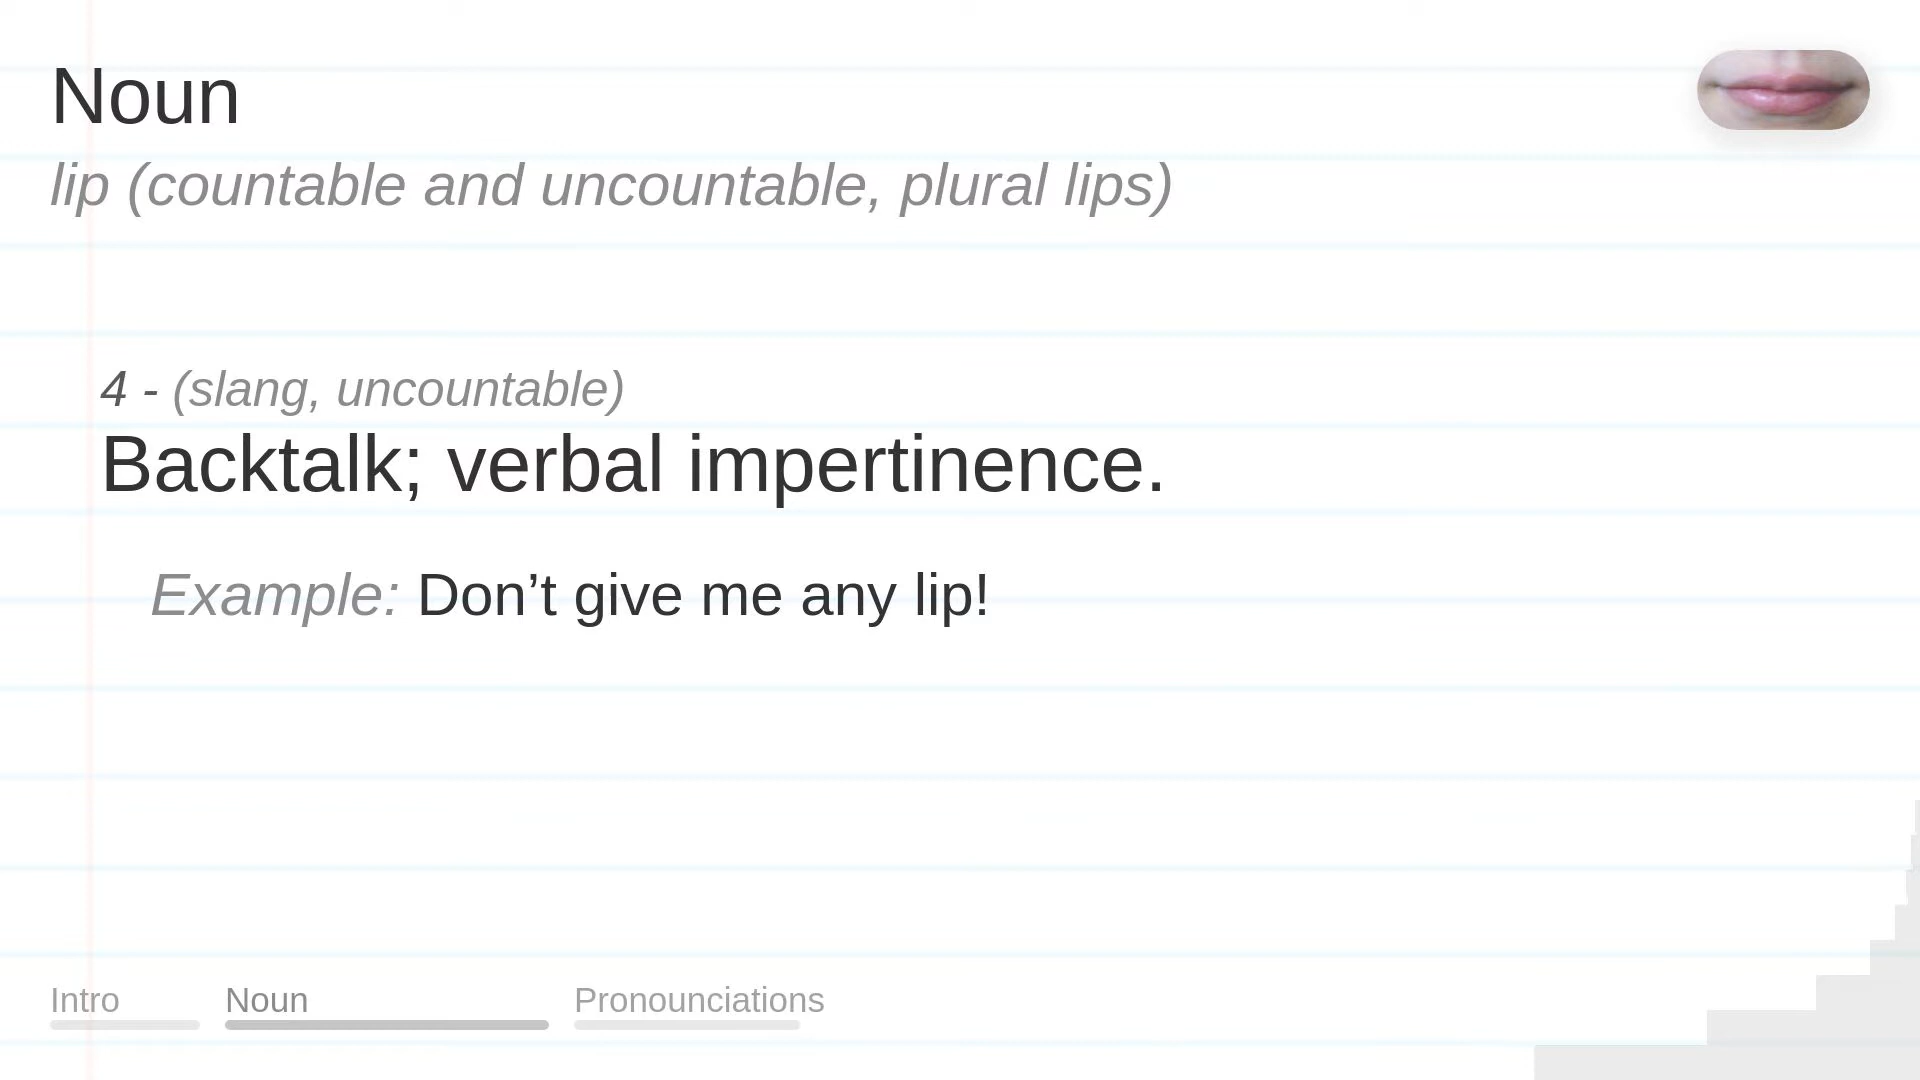 Noun
lip (countable and uncountable, plural lips)
4 - (slang, uncountable)
Backtalk; verbal impertinence.
Example: Don’t give me any lip!
Intro
Noun
Pronounciations